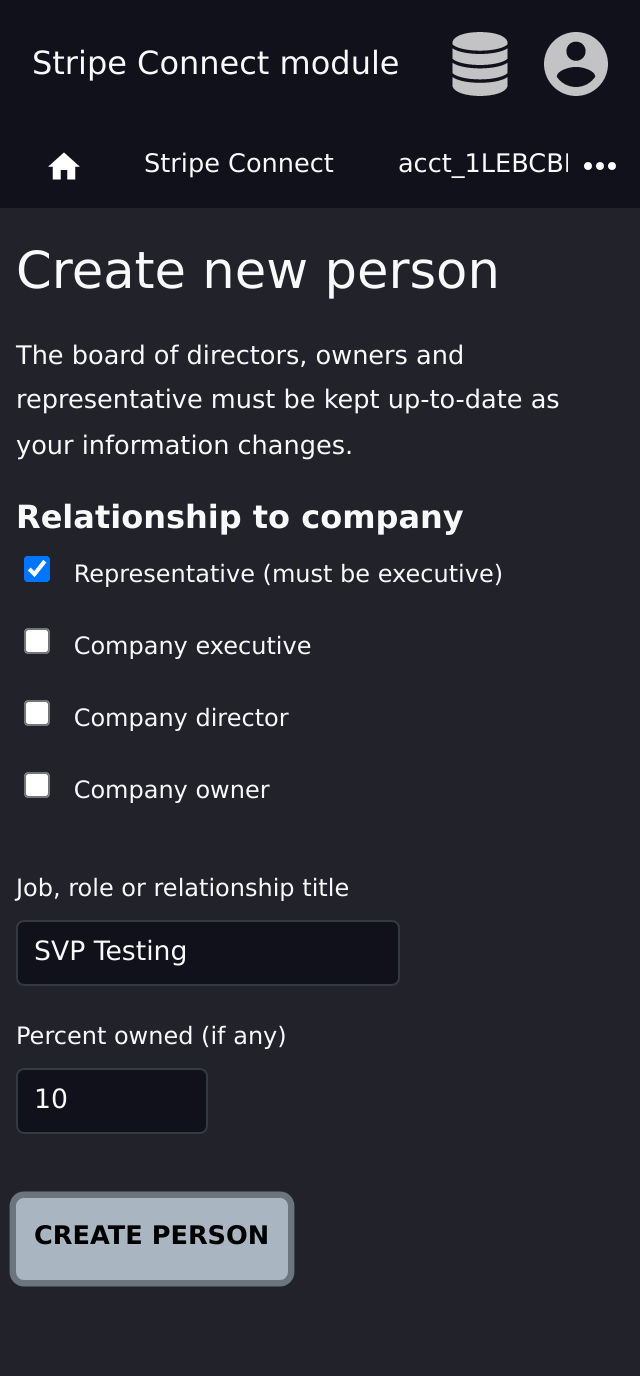 Stripe Connect module
Stripe Connect acct_1LEBCB
Create new person
The board of directors, owners and
representative must be kept up-to-date as
your information changes.
Relationship to company
Representative (must be executive)
Company executive
Company director
Company owner
Job, role or relationship title
SVP Testing
Percent owned (if any)
10
CREATE PERSON